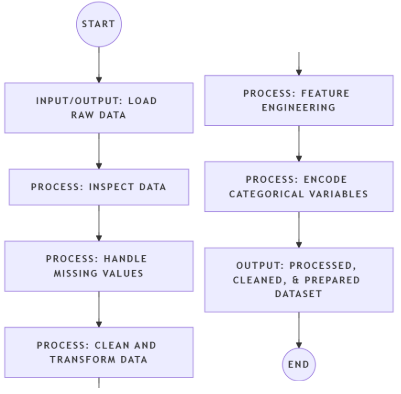 START
INPUT/OUTPUT: LOAD
RAW DATA
PROCESS: INSPECT DATA
PROCESS: HANDLE
MISSING VALUES
PROCESS: CLEAN AND
TRANSFORM DATA
PROCESS: FEATURE
ENGINEERING
PROCESS: ENCODE
CATEGORICAL VARIABLES
OUTPUT: PROCESSED,
CLEANED, & PREPARED
DATASET
END